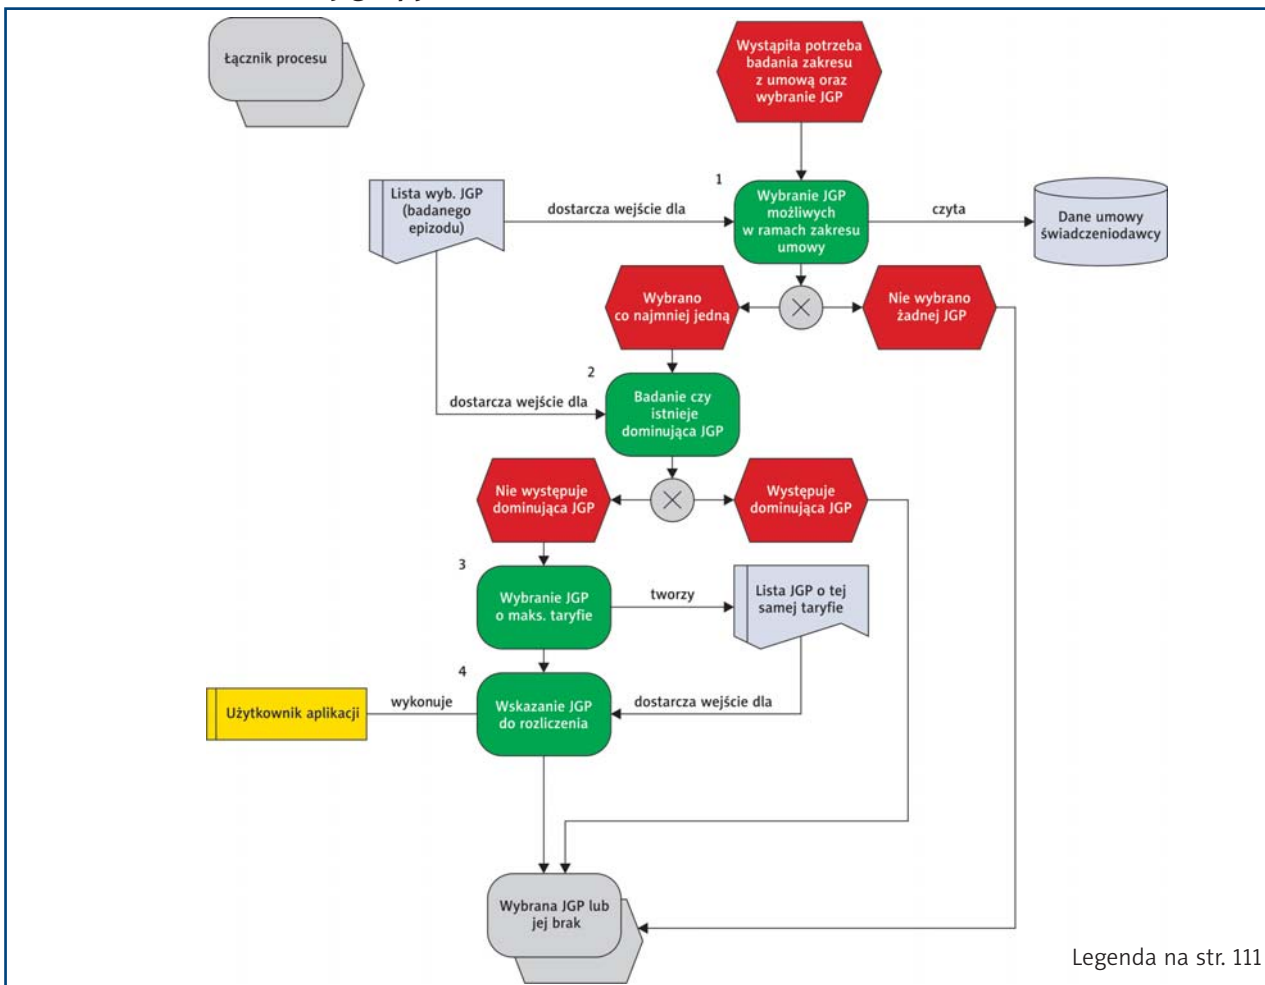 Łącznik procesu
Wystąpiła potrzeba
badania zakresu
z umową oraz
wybranie JGP
1
Lista wyb. JGP
(badanego
epizodu)
dostarcza wejście dla
Wybranie JGP
możliwych
w ramach zakresu
umowy
czyta
Dane umowy
świadczeniodawcy
Wybrano
co najmniej jedną
Nie wybrano
żadnej JGP
2
dostarcza wejście dla
Badanie czy
istnieje
dominująca JGP
Nie występuje
dominująca JGP
Występuje
dominująca JGP
3
Wybranie JGP
o maks. taryfie
tworzy
Lista JGP o tej
samej taryfie
4
Użytkownik aplikacji
wykonuje
Wskazanie JGP
do rozliczenia
dostarcza wejście dla
Wybrana JGP lub
jej brak
Legenda na str. 111